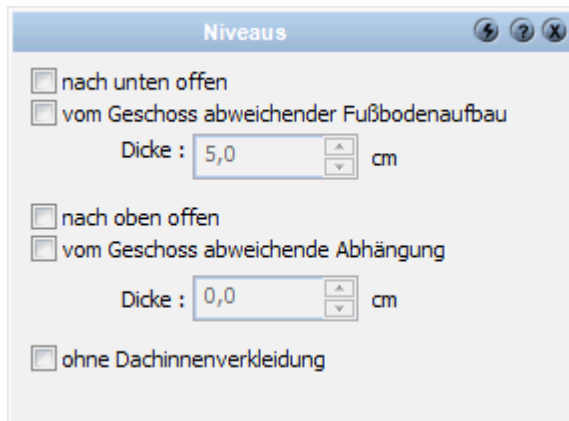 Niveaus
nach unten offen
vom Geschoss abweichender Fußbodenaufbau
Dicke : 5,0 cm
nach oben offen
vom Geschoss abweichende Abhängung
Dicke : 0,0 cm
ohne Dachinnenverkleidung